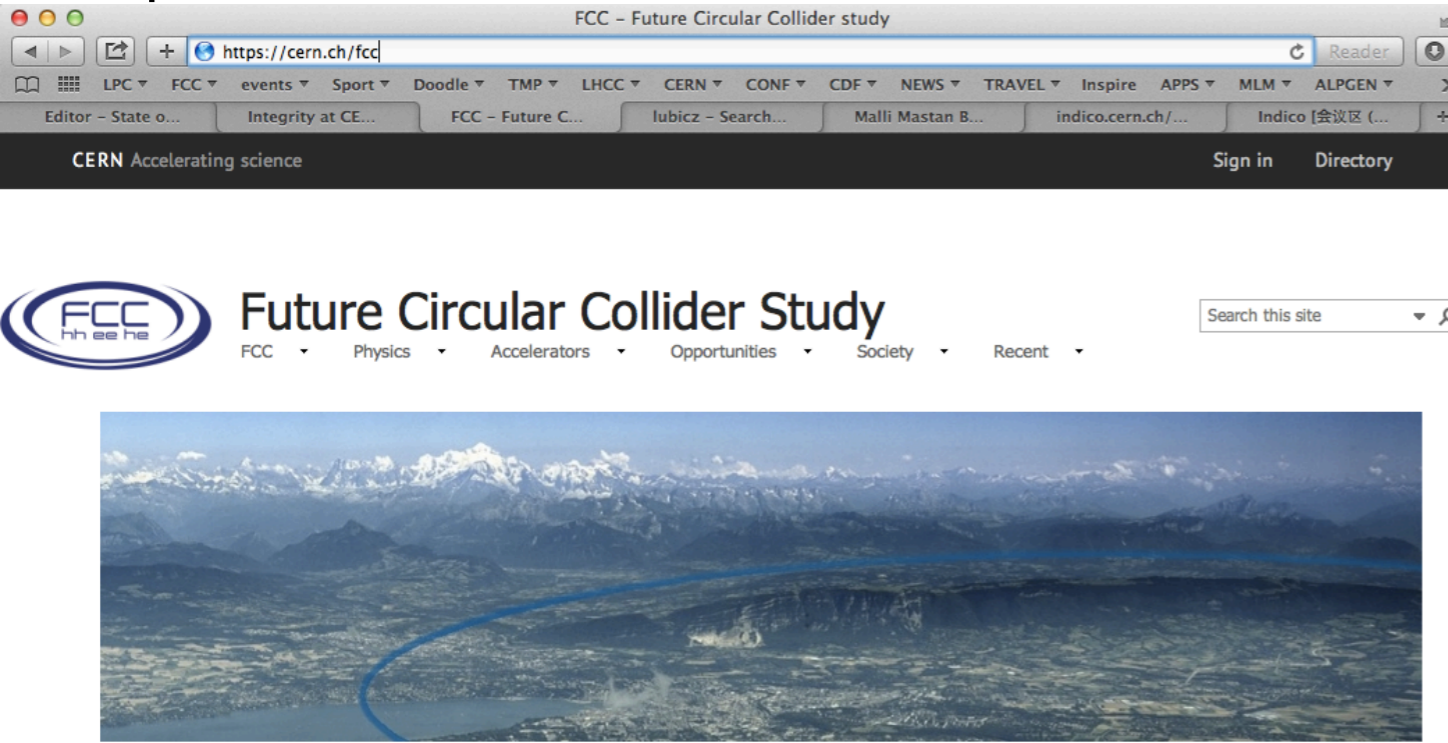 FCC – Future Circular Collider study
https://cern.ch/fcc
Reader
LPC FCC events Sport Doodle TMP LHCC CERN CONF CDF NEWS TRAVEL Inspire APPS MLM ALPGEN
Editor – State o... Integrity at CE... FCC – Future C... lubicz – Search... Malli Mastan B... indico.cern.ch/... Indico [会议区 (...
CERN Accelerating science Sign in Directory
FCC
hh ee he
Future Circular Collider Study
Search this site
FCC Physics Accelerators Opportunities Society Recent